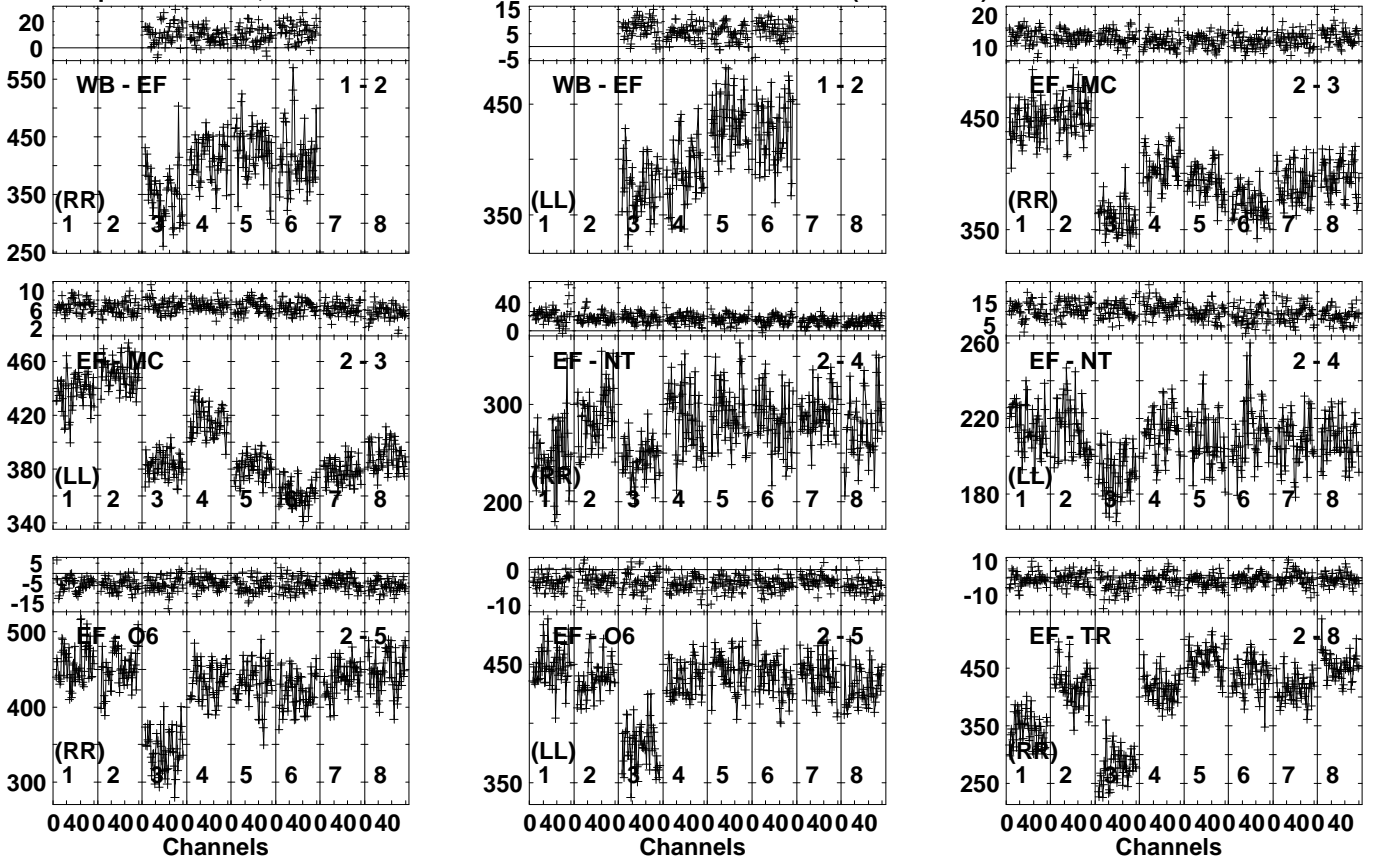 20
0
WB - EF 1 - 2
550
450
350
250
(RR)
1 2 3 4 5 6 7 8
15
5
-5
WB - EF 1 - 2
450
350
(LL)
1 2 3 4 5 6 7 8
20
10
EF - MC 2 - 3
450
350
(RR)
1 2 3 4 5 6 7 8
10
6
2
EF - MC 2 - 3
460
420
380
340
(LL)
1 2 3 4 5 6 7 8
40
0
EF - NT 2 - 4
300
200
(RR)
1 2 3 4 5 6 7 8
15
5
EF - NT 2 - 4
260
220
180
(LL)
1 2 3 4 5 6 7 8
5
-5
-15
EF - O6 2 - 5
500
400
300
(RR)
1 2 3 4 5 6 7 8
0 40 0 40 0 40 0 40 0 40 0 40 0 40 0 40
Channels
0
-10
EF - O6 2 - 5
450
350
(LL)
1 2 3 4 5 6 7 8
0 40 0 40 0 40 0 40 0 40 0 40 0 40 0 40
Channels
10
-10
EF - TR 2 - 8
450
350
250
(RR)
1 2 3 4 5 6 7 8
0 40 0 40 0 40 0 40 0 40 0 40 0 40 0 40
Channels